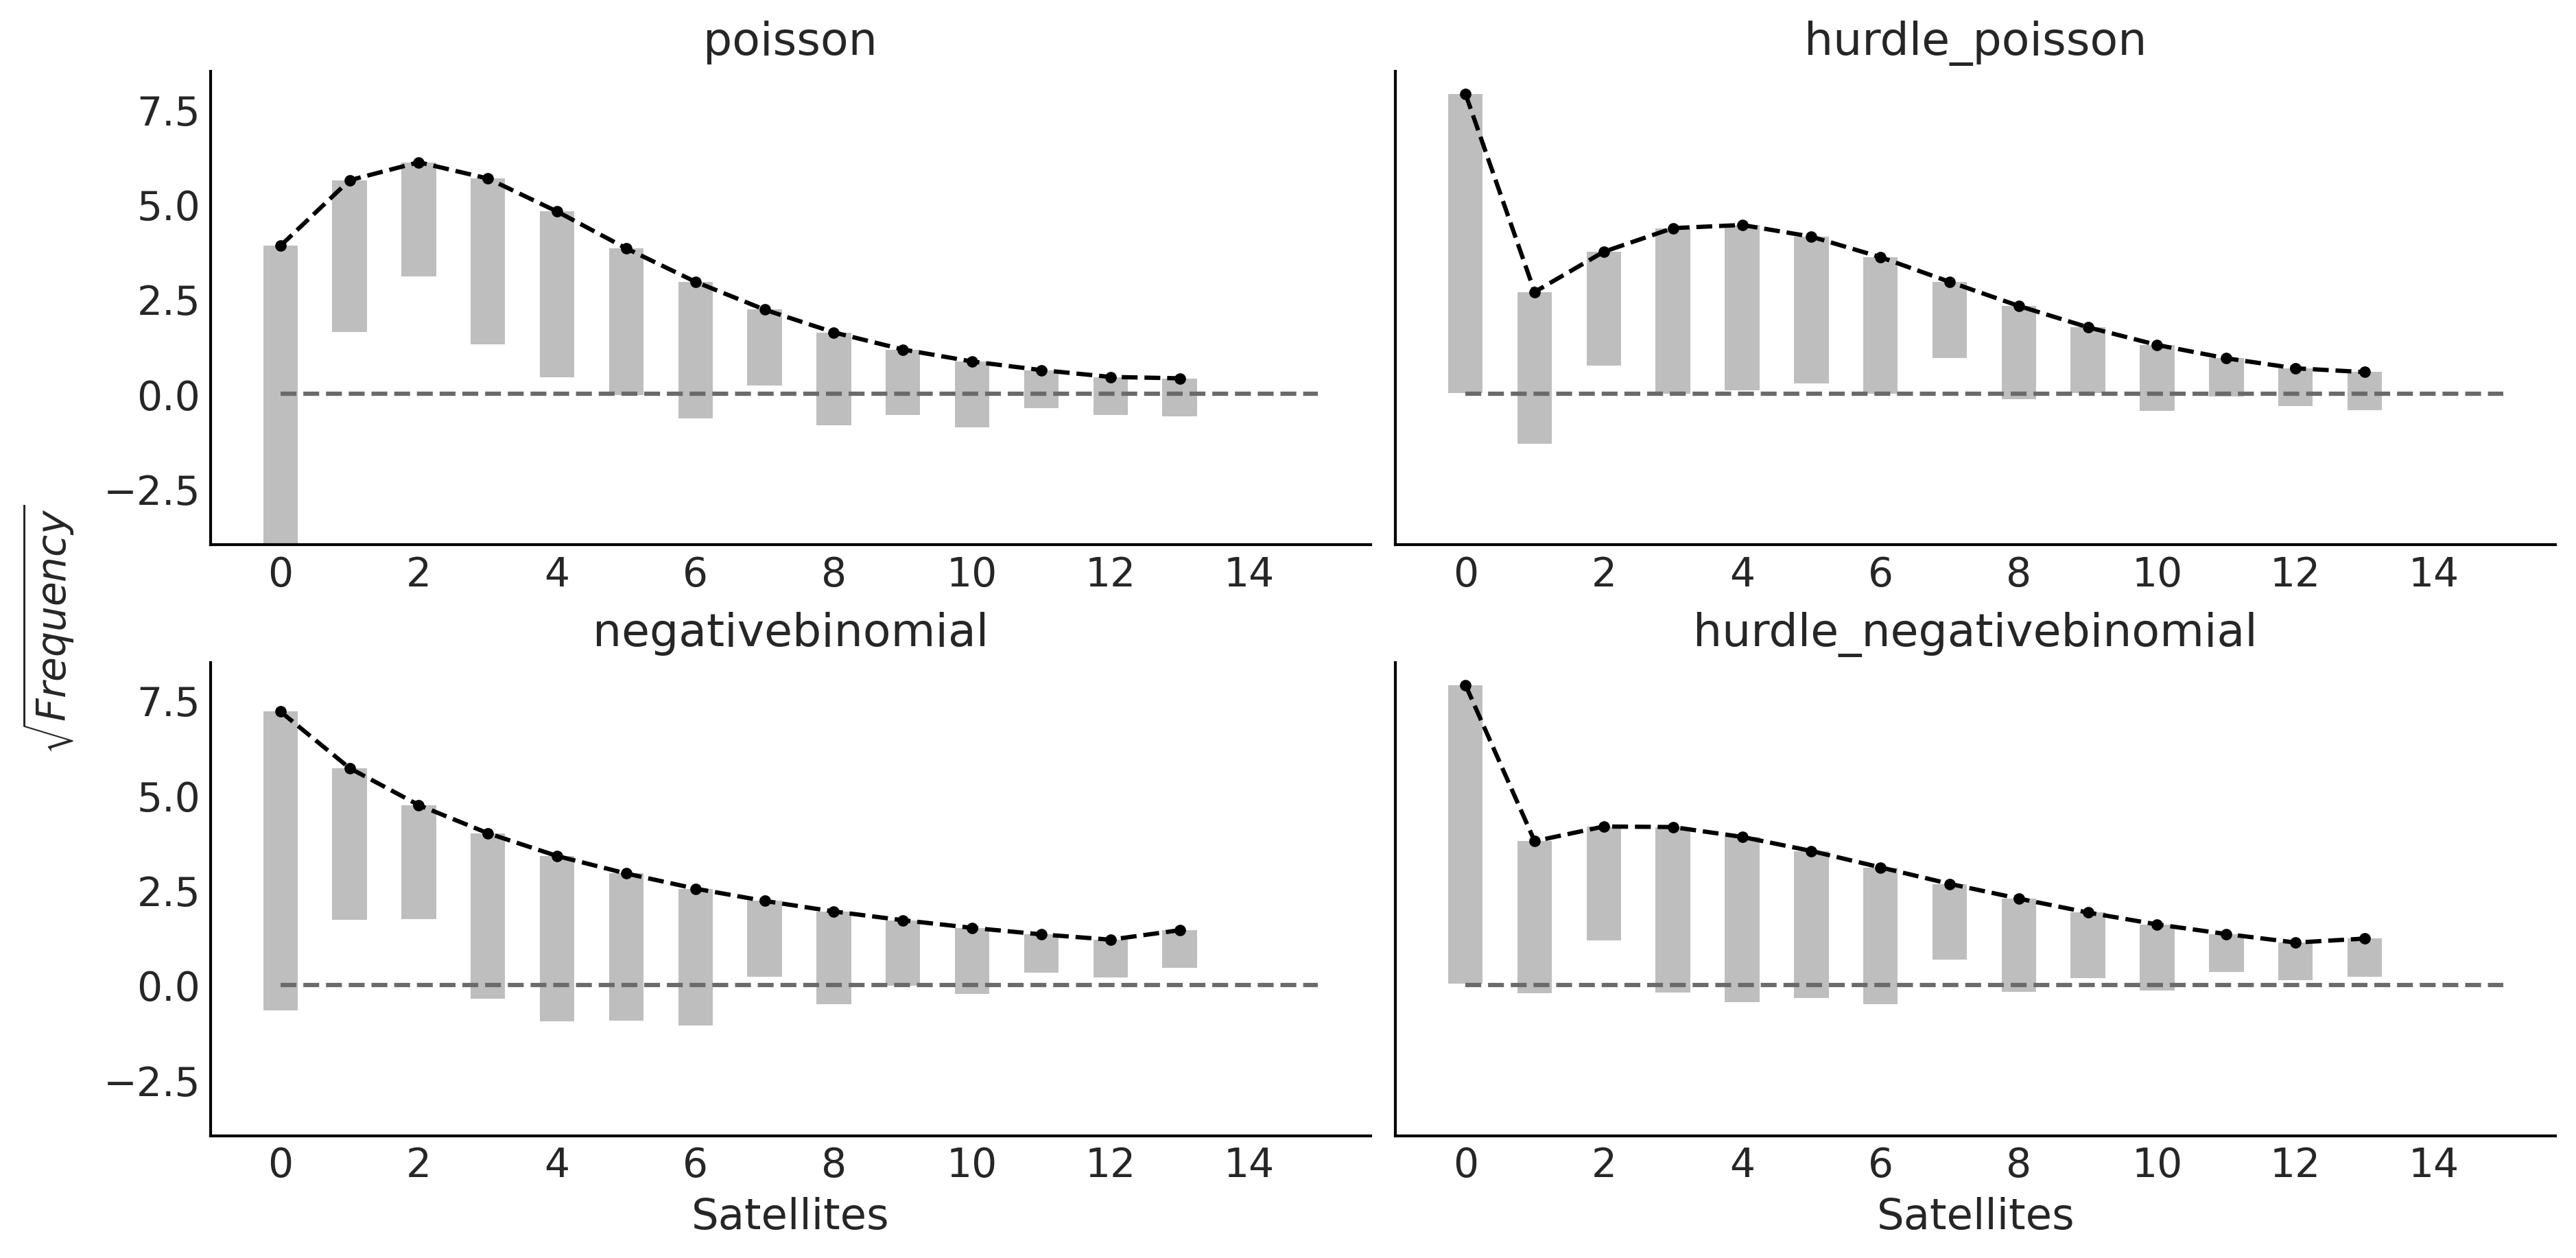 poisson
7.5
5.0
2.5
0.0
−2.5
0 2 4 6 8 10 12 14
hurdle_poisson
0 2 4 6 8 10 12 14
√Frequency
negativebinomial
7.5
5.0
2.5
0.0
−2.5
0 2 4 6 8 10 12 14
Satellites
hurdle_negativebinomial
0 2 4 6 8 10 12 14
Satellites